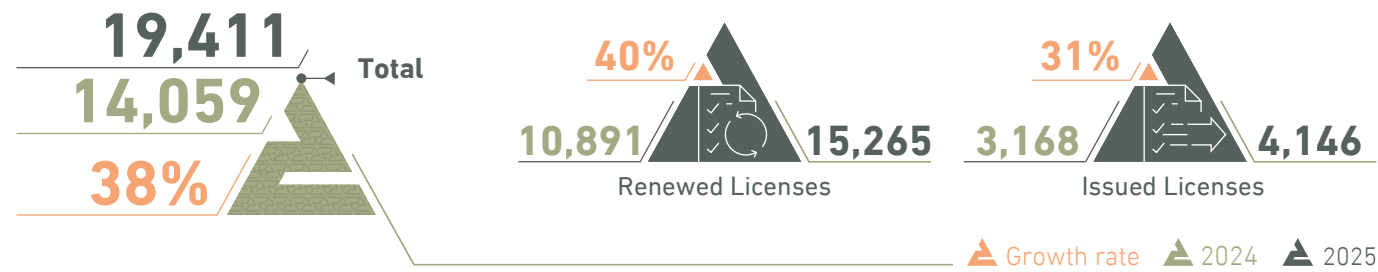 19,411
14,059
38%
Total
40%
10,891
15,265
Renewed Licenses
31%
3,168
4,146
Issued Licenses
Growth rate 2024 2025